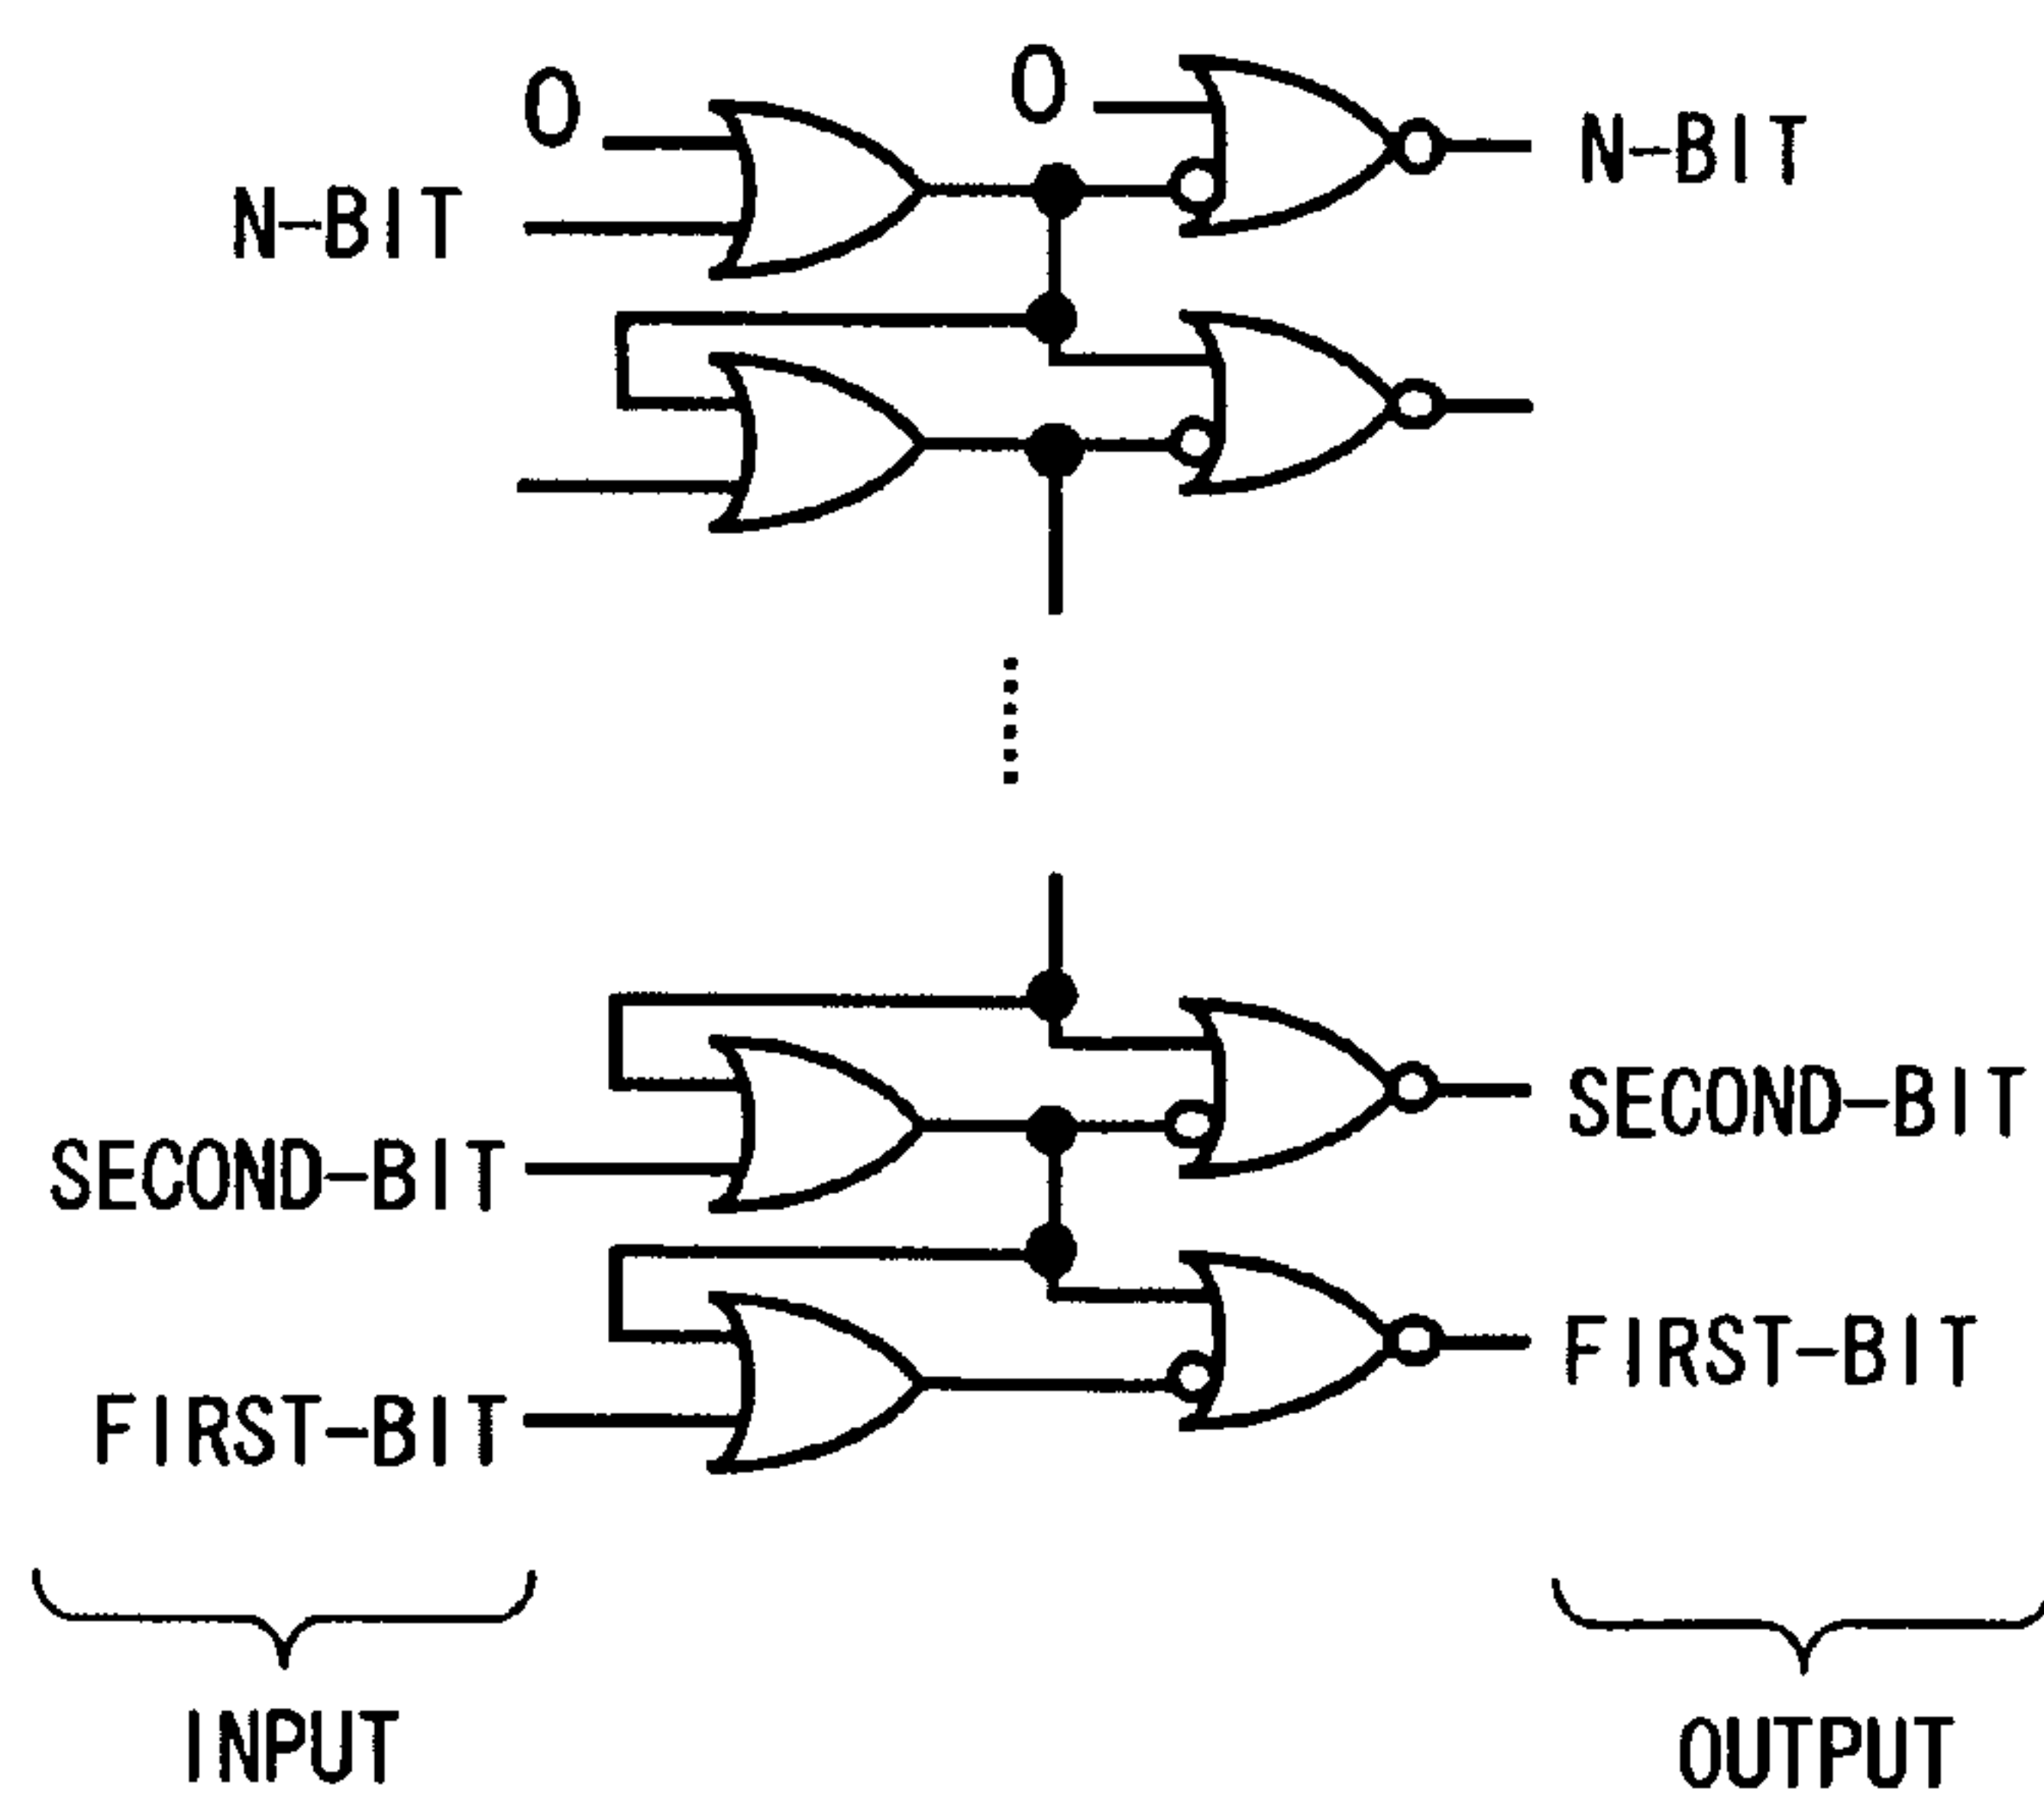 0
0
N-BIT
N-BIT
SECOND-BIT
SECOND-BIT
FIRST-BIT
FIRST-BIT
INPUT
OUTPUT